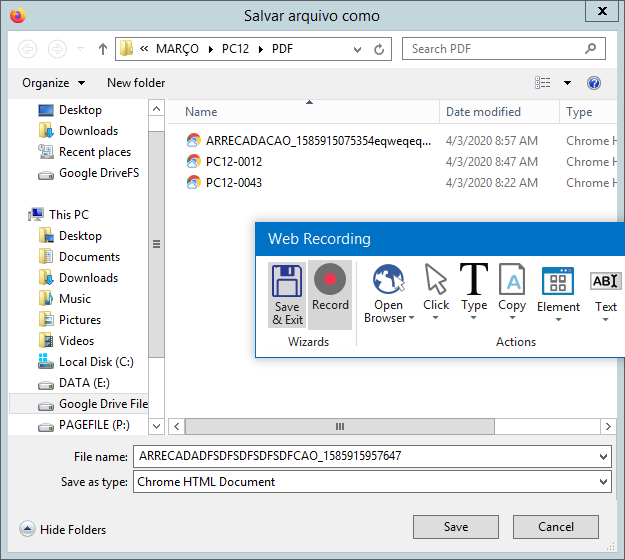 Salvar arquivo como
« MARÇO PC12 PDF
Search PDF
Organize New folder
Name Date modified Type
Desktop
Downloads
Recent places
Google DriveFS
This PC
Desktop
Documents
Downloads
Music
Pictures
Videos
Local Disk (C:)
DATA (E:)
Google Drive File
PAGEFILE (P:)
ARRECADACAO_1585915075354eqweqeq... 4/3/2020 8:57 AM Chrome H
PC12-0012 4/3/2020 8:47 AM Chrome H
PC12-0043 4/3/2020 8:22 AM Chrome H
Web Recording
Save & Exit
Record
Open Browser
Click
Type
Copy
Element
Text
Wizards Actions
File name: ARRECADADFSDFSDFSDFSDFCAO_1585915957647
Save as type: Chrome HTML Document
Hide Folders Save Cancel